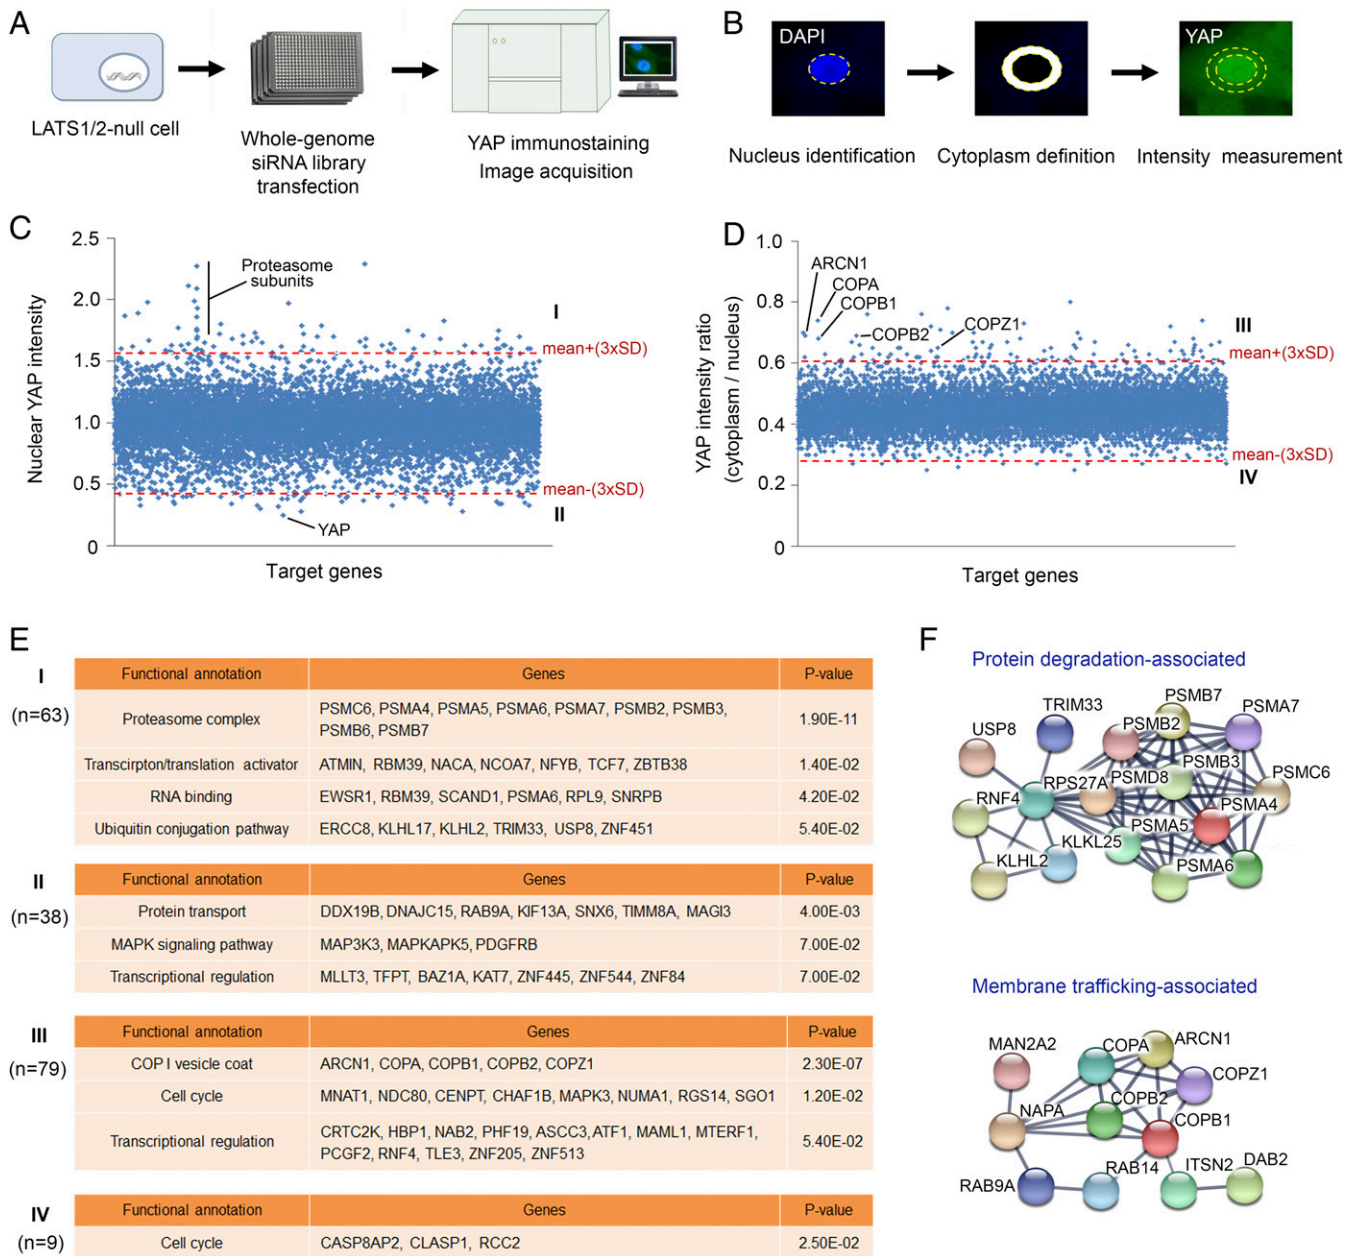 A
LATS1/2-null cell
Whole-genome
siRNA library
transfection
YAP immunostaining
Image acquisition
B
DAPI
YAP
Nucleus identification
Cytoplasm definition
Intensity measurement
C
Nuclear YAP intensity
2.5
2.0
1.5
1.0
0.5
0
Proteasome
subunits
I
mean+(3xSD)
mean-(3xSD)
II
YAP
Target genes
D
YAP intensity ratio
(cytoplasm / nucleus)
1.0
0.8
0.6
0.4
0.2
0
ARCN1
COPA
COPB1
COPB2
COPZ1
III
mean+(3xSD)
mean-(3xSD)
IV
Target genes
E
I
(n=63)
Functional annotation Genes P-value
Proteasome complex PSMC6, PSMA4, PSMA5, PSMA6, PSMA7, PSMB2, PSMB3, PSMB6, PSMB7 1.90E-11
Transcirpton/translation activator ATMIN, RBM39, NACA, NCOA7, NFYB, TCF7, ZBTB38 1.40E-02
RNA binding EWSR1, RBM39, SCAND1, PSMA6, RPL9, SNRPB 4.20E-02
Ubiquitin conjugation pathway ERCC8, KLHL17, KLHL2, TRIM33, USP8, ZNF451 5.40E-02
II
(n=38)
Functional annotation Genes P-value
Protein transport DDX19B, DNAJC15, RAB9A, KIF13A, SNX6, TIMM8A, MAGI3 4.00E-03
MAPK signaling pathway MAP3K3, MAPKAPK5, PDGFRB 7.00E-02
Transcriptional regulation MLLT3, TFPT, BAZ1A, KAT7, ZNF445, ZNF544, ZNF84 7.00E-02
III
(n=79)
Functional annotation Genes P-value
COP I vesicle coat ARCN1, COPA, COPB1, COPB2, COPZ1 2.30E-07
Cell cycle MNAT1, NDC80, CENPT, CHAF1B, MAPK3, NUMA1, RGS14, SGO1 1.20E-02
Transcriptional regulation CRTC2K, HBP1, NAB2, PHF19, ASCC3, ATF1, MAML1, MTERF1, PCGF2, RNF4, TLE3, ZNF205, ZNF513 5.40E-02
IV
(n=9)
Functional annotation Genes P-value
Cell cycle CASP8AP2, CLASP1, RCC2 2.50E-02
F
Protein degradation-associated
PSMB7
TRIM33
PSMA7
USP8
PSMB2
PSMB3
PSMC6
RPS27A
PSMD8
RNF4
PSMA4
PSMA5
KLKL25
KLHL2
PSMA6
Membrane trafficking-associated
MAN2A2
COPA
ARCN1
COPZ1
NAPA
COPB2
COPB1
RAB14
ITSN2
DAB2
RAB9A